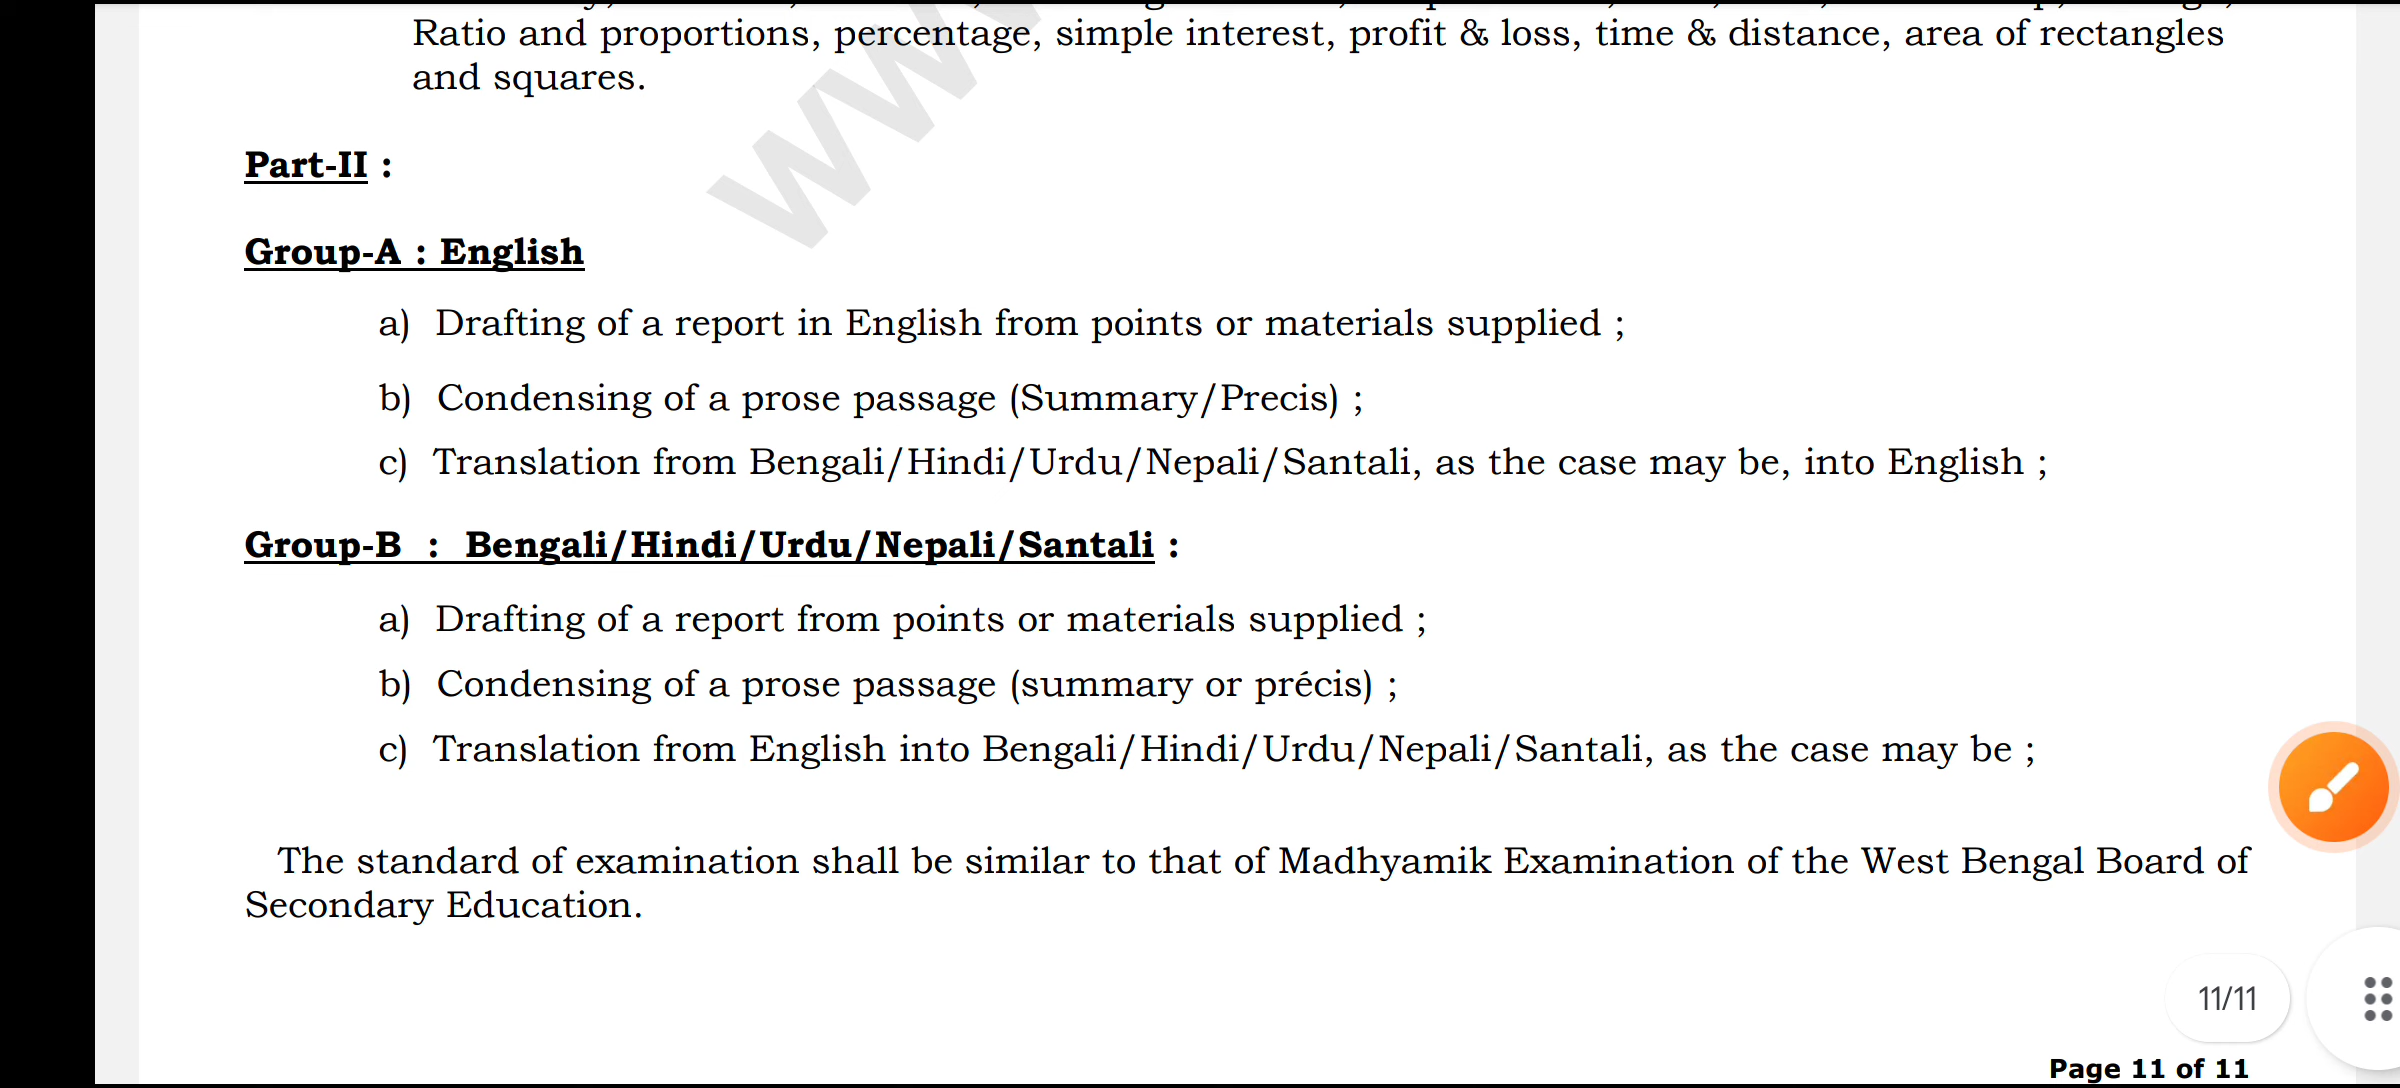 Ratio and proportions, percentage, simple interest, profit & loss, time & distance, area of rectangles
and squares.
Part-II :
Group-A : English
a) Drafting of a report in English from points or materials supplied ;
b) Condensing of a prose passage (Summary/Precis) ;
c) Translation from Bengali/Hindi/Urdu/Nepali/Santali, as the case may be, into English ;
Group-B : Bengali/Hindi/Urdu/Nepali/Santali :
a) Drafting of a report from points or materials supplied ;
b) Condensing of a prose passage (summary or précis) ;
c) Translation from English into Bengali/Hindi/Urdu/Nepali/Santali, as the case may be ;
The standard of examination shall be similar to that of Madhyamik Examination of the West Bengal Board of
Secondary Education.
11/11
Page 11 of 11